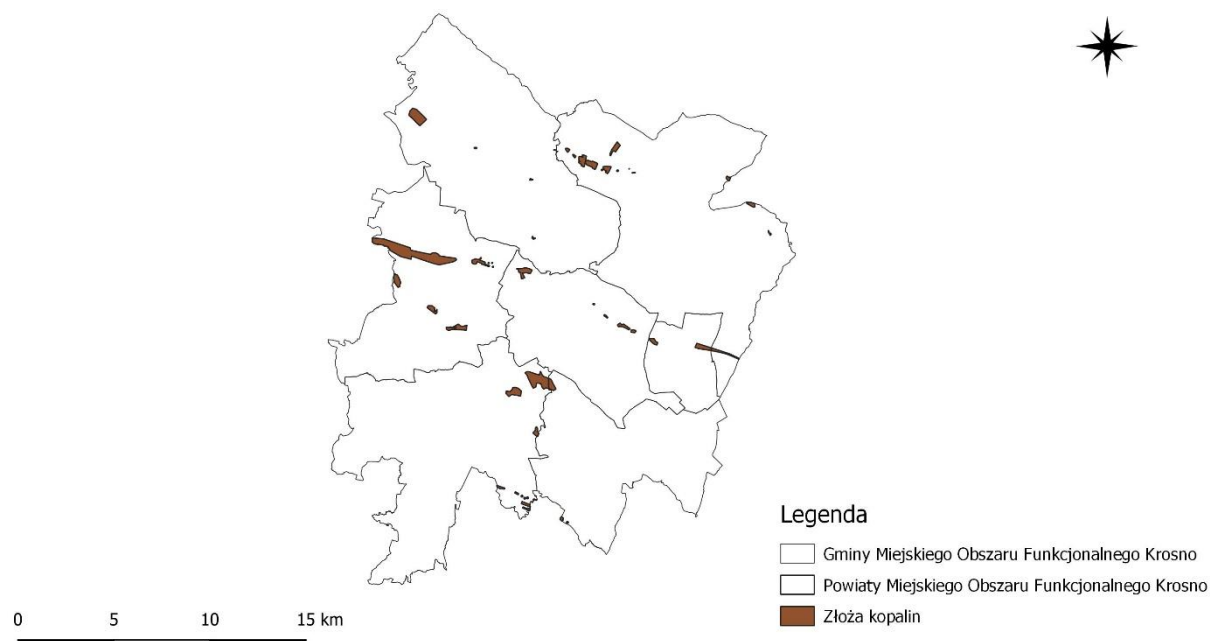 Legenda
Gminy Miejskiego Obszaru Funkcjonalnego Krosno
Powiaty Miejskiego Obszaru Funkcjonalnego Krosno
Złoża kopalin
0 5 10 15 km